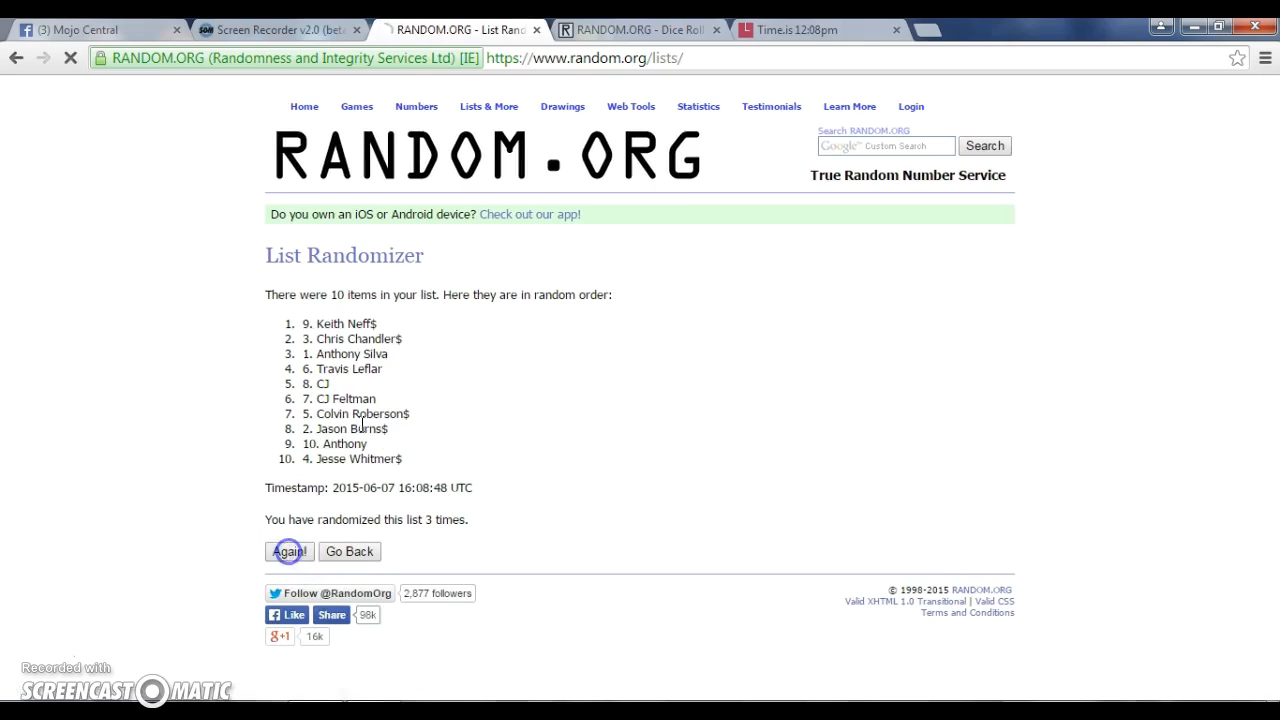 (3) Mojo Central
Screen Recorder v2.0 (bet
RANDOM.ORG - List Ran
RANDOM.ORG - Dice Roll
Time.is 12:08pm
RANDOM.ORG (Randomness and Integrity Services Ltd) [IE] https://www.random.org/lists/
Home Games Numbers Lists & More Drawings Web Tools Statistics Testimonials Learn More Login
RANDOM.ORG
Search RANDOM.ORG
Google™ Custom Search
Search
True Random Number Service
Do you own an iOS or Android device? Check out our app!
List Randomizer
There were 10 items in your list. Here they are in random order:
1. 9. Keith Neff$
2. 3. Chris Chandler$
3. 1. Anthony Silva
4. 6. Travis Leflar
5. 8. CJ
6. 7. CJ Feltman
7. 5. Colvin Roberson$
8. 2. Jason Burns$
9. 10. Anthony
10. 4. Jesse Whitmer$
Timestamp: 2015-06-07 16:08:48 UTC
You have randomized this list 3 times.
Again! Go Back
Follow @RandomOrg 2,877 followers
Like Share 98k
g+1 16k
© 1998-2015 RANDOM.ORG
Valid XHTML 1.0 Transitional | Valid CSS
Terms and Conditions
Recorded with
SCREENCAST-O-MATIC